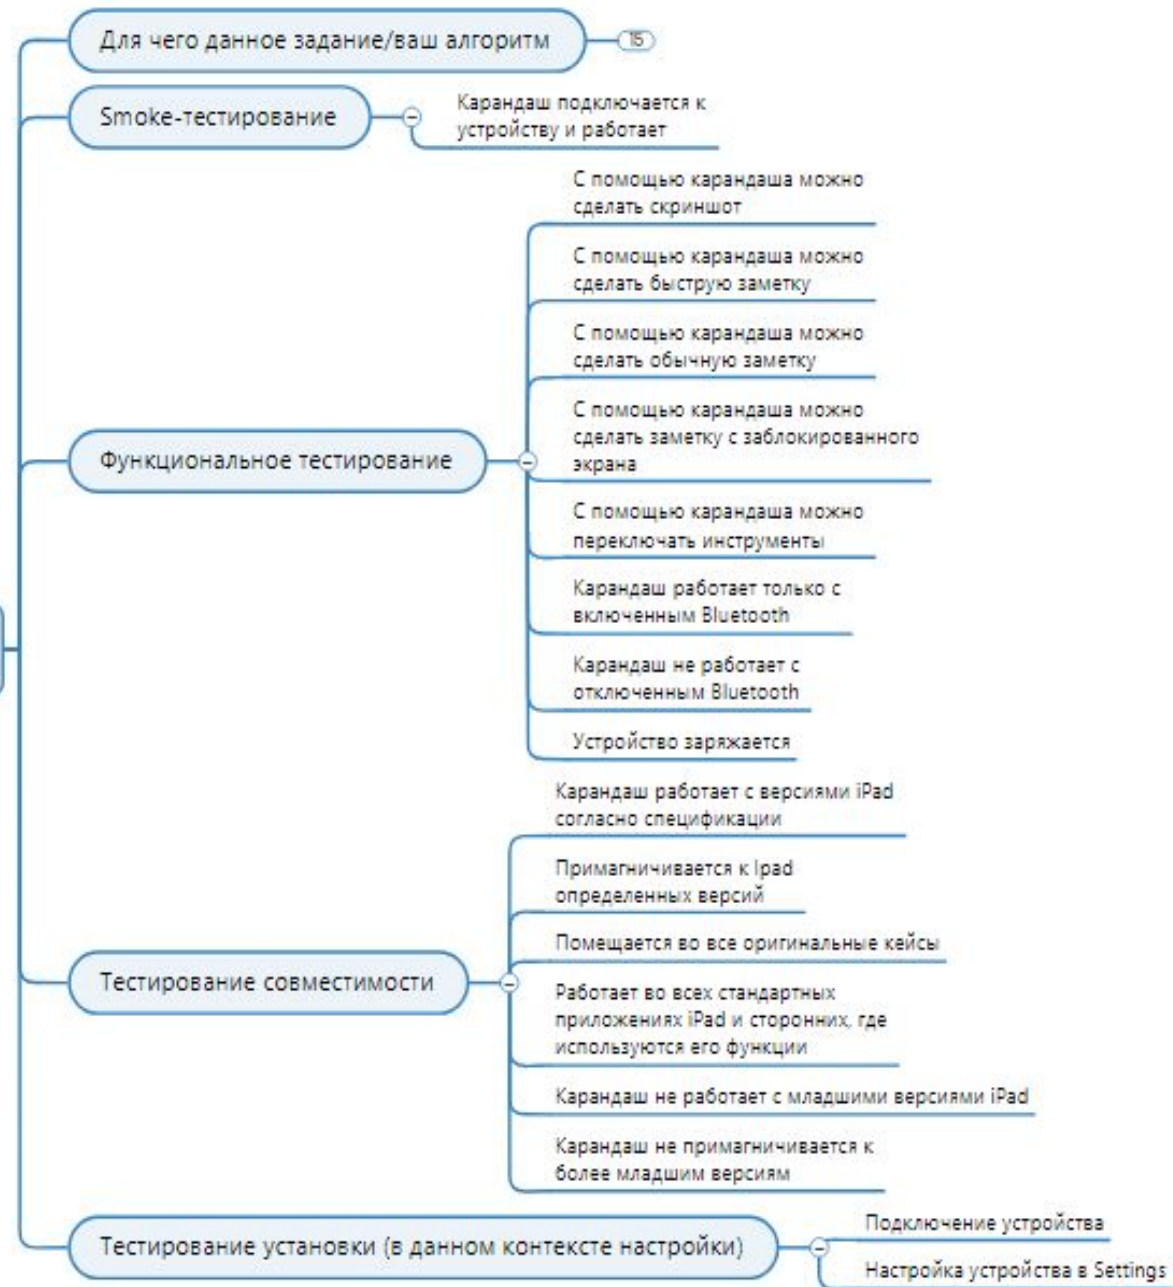 Для чего данное задание/ваш алгоритм
15
Smoke-тестирование
Карандаш подключается к
устройству и работает
Функциональное тестирование
С помощью карандаша можно
сделать скриншот
С помощью карандаша можно
сделать быструю заметку
С помощью карандаша можно
сделать обычную заметку
С помощью карандаша можно
сделать заметку с заблокированного
экрана
С помощью карандаша можно
переключать инструменты
Карандаш работает только с
включенным Bluetooth
Карандаш не работает с
отключенным Bluetooth
Устройство заряжается
Тестирование совместимости
Карандаш работает с версиями iPad
согласно спецификации
Примагничивается к Ipad
определенных версий
Помещается во все оригинальные кейсы
Работает во всех стандартных
приложениях iPad и сторонних, где
используются его функции
Карандаш не работает с младшими версиями iPad
Карандаш не примагничивается к
более младшим версиям
Тестирование установки (в данном контексте настройки)
Подключение устройства
Настройка устройства в Settings